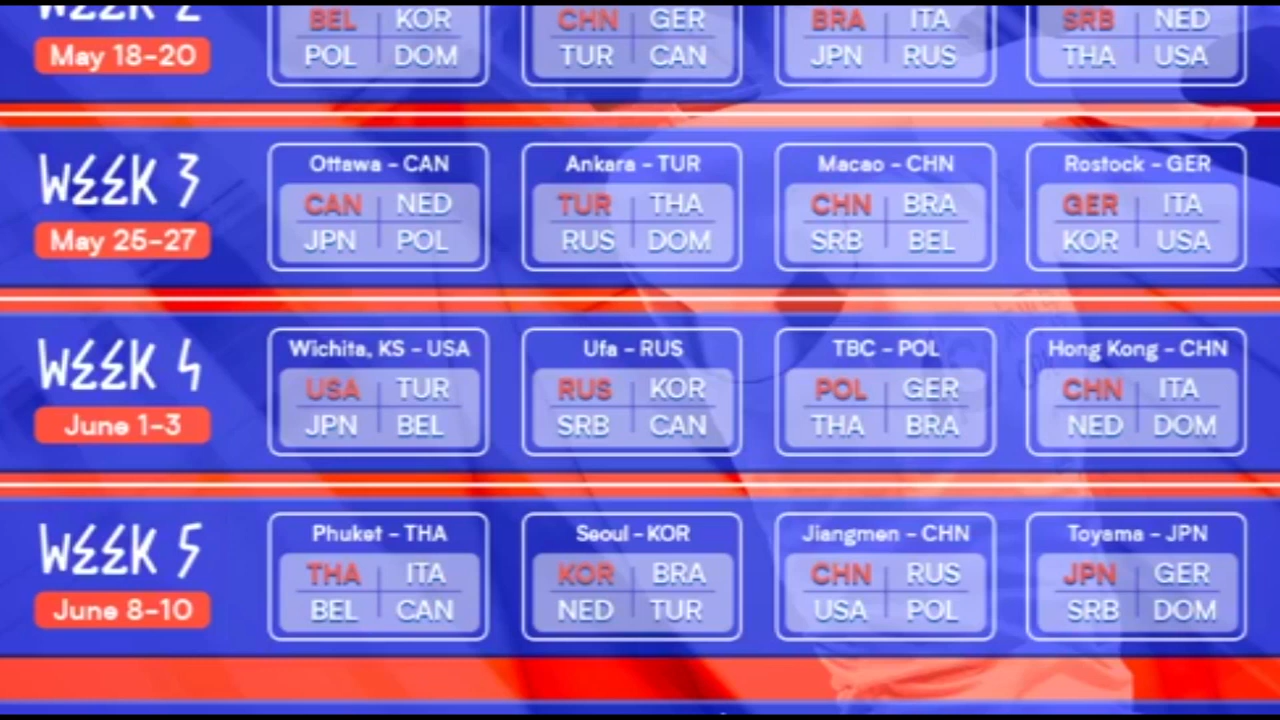 WEEK 2
May 18-20
BEL KOR
POL DOM
CHN GER
TUR CAN
BRA ITA
JPN RUS
SRB NED
THA USA
WEEK 3
May 25-27
Ottawa - CAN
CAN NED
JPN POL
Ankara - TUR
TUR THA
RUS DOM
Macao - CHN
CHN BRA
SRB BEL
Rostock - GER
GER ITA
KOR USA
WEEK 4
June 1-3
Wichita, KS - USA
USA TUR
JPN BEL
Ufa - RUS
RUS KOR
SRB CAN
TBC - POL
POL GER
THA BRA
Hong Kong - CHN
CHN ITA
NED DOM
WEEK 5
June 8-10
Phuket - THA
THA ITA
BEL CAN
Seoul - KOR
KOR BRA
NED TUR
Jiangmen - CHN
CHN RUS
USA POL
Toyama - JPN
JPN GER
SRB DOM